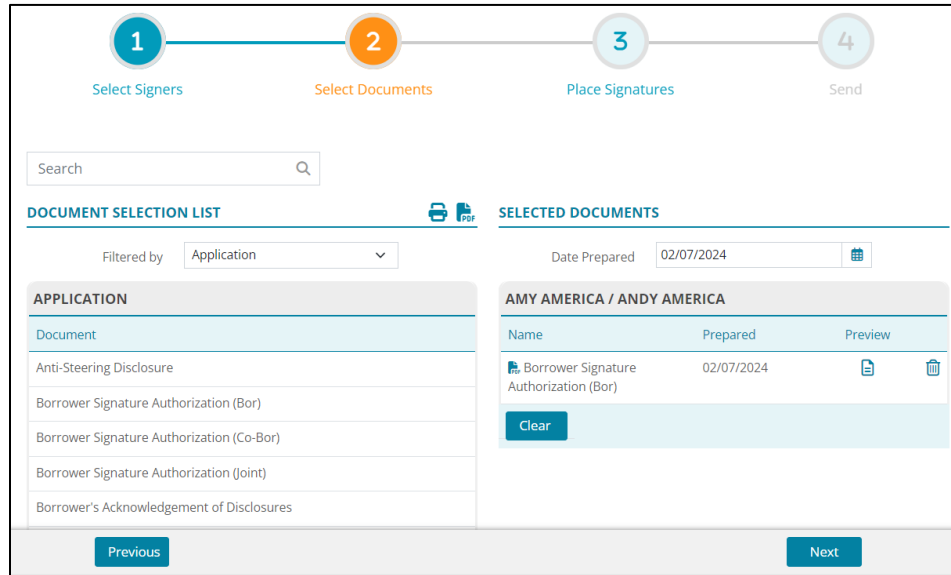 1
2
3
4
Select Signers
Select Documents
Place Signatures
Send
Search
DOCUMENT SELECTION LIST
PDF
Filtered by
Application
APPLICATION
Document
Anti-Steering Disclosure
Borrower Signature Authorization (Bor)
Borrower Signature Authorization (Co-Bor)
Borrower Signature Authorization (Joint)
Borrower's Acknowledgement of Disclosures
SELECTED DOCUMENTS
Date Prepared
02/07/2024
AMY AMERICA / ANDY AMERICA
Name
Prepared
Preview
PDF
Borrower Signature
Authorization (Bor)
02/07/2024
Clear
Previous
Next